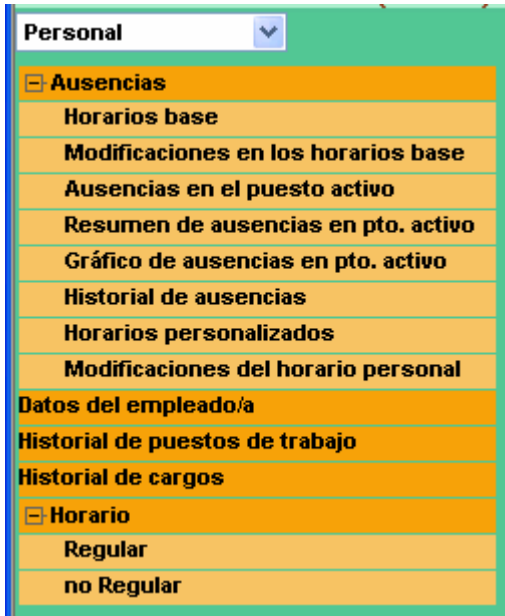 Personal
Ausencias
Horarios base
Modificaciones en los horarios base
Ausencias en el puesto activo
Resumen de ausencias en pto. activo
Gráfico de ausencias en pto. activo
Historial de ausencias
Horarios personalizados
Modificaciones del horario personal
Datos del empleado/a
Historial de puestos de trabajo
Historial de cargos
Horario
Regular
no Regular